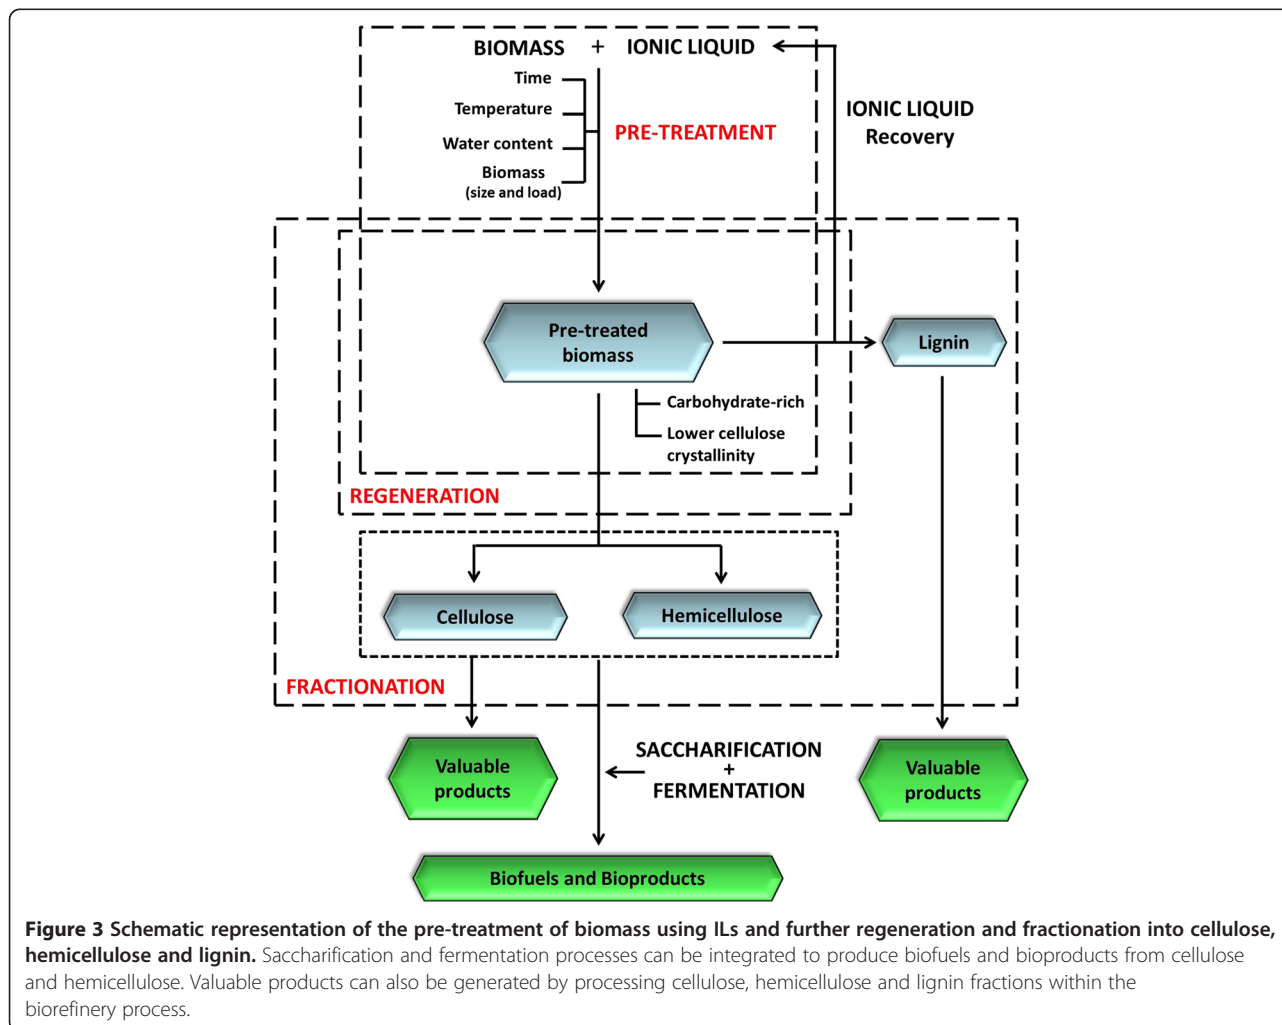 BIOMASS + IONIC LIQUID
Time
Temperature
Water content
Biomass
(size and load)
PRE-TREATMENT
IONIC LIQUID
Recovery
Pre-treated
biomass
Lignin
Carbohydrate-rich
Lower cellulose
crystallinity
REGENERATION
Cellulose
Hemicellulose
FRACTIONATION
Valuable
products
SACCHARIFICATION
+
FERMENTATION
Valuable
products
Biofuels and Bioproducts
Figure 3 Schematic representation of the pre-treatment of biomass using ILs and further regeneration and fractionation into cellulose,
hemicellulose and lignin. Saccharification and fermentation processes can be integrated to produce biofuels and bioproducts from cellulose
and hemicellulose. Valuable products can also be generated by processing cellulose, hemicellulose and lignin fractions within the
biorefinery process.